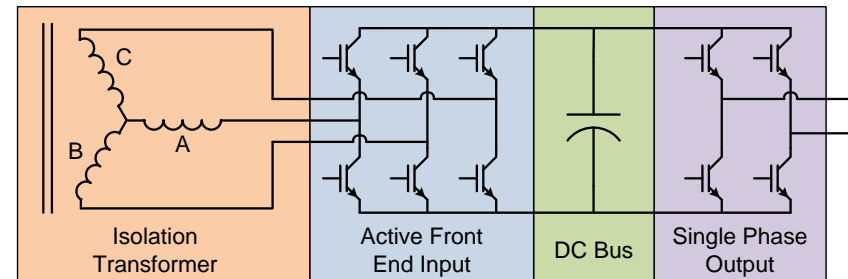 C
B
A
Isolation
Transformer
Active Front
End Input
DC Bus
Single Phase
Output